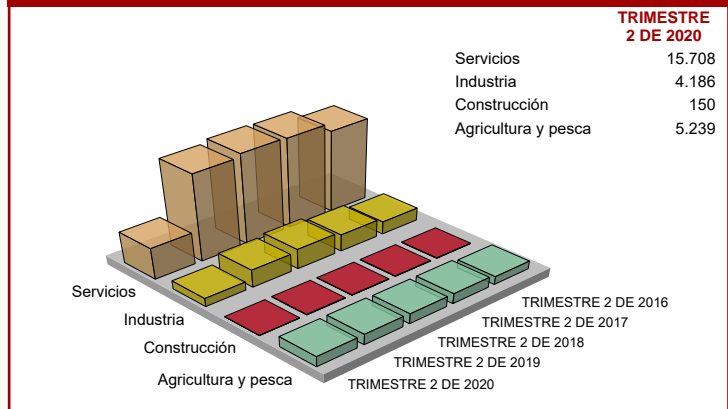 TRIMESTRE
2 DE 2020
Servicios 15.708
Industria 4.186
Construcción 150
Agricultura y pesca 5.239
Servicios
Industria
Construcción
Agricultura y pesca
TRIMESTRE 2 DE 2016
TRIMESTRE 2 DE 2017
TRIMESTRE 2 DE 2018
TRIMESTRE 2 DE 2019
TRIMESTRE 2 DE 2020